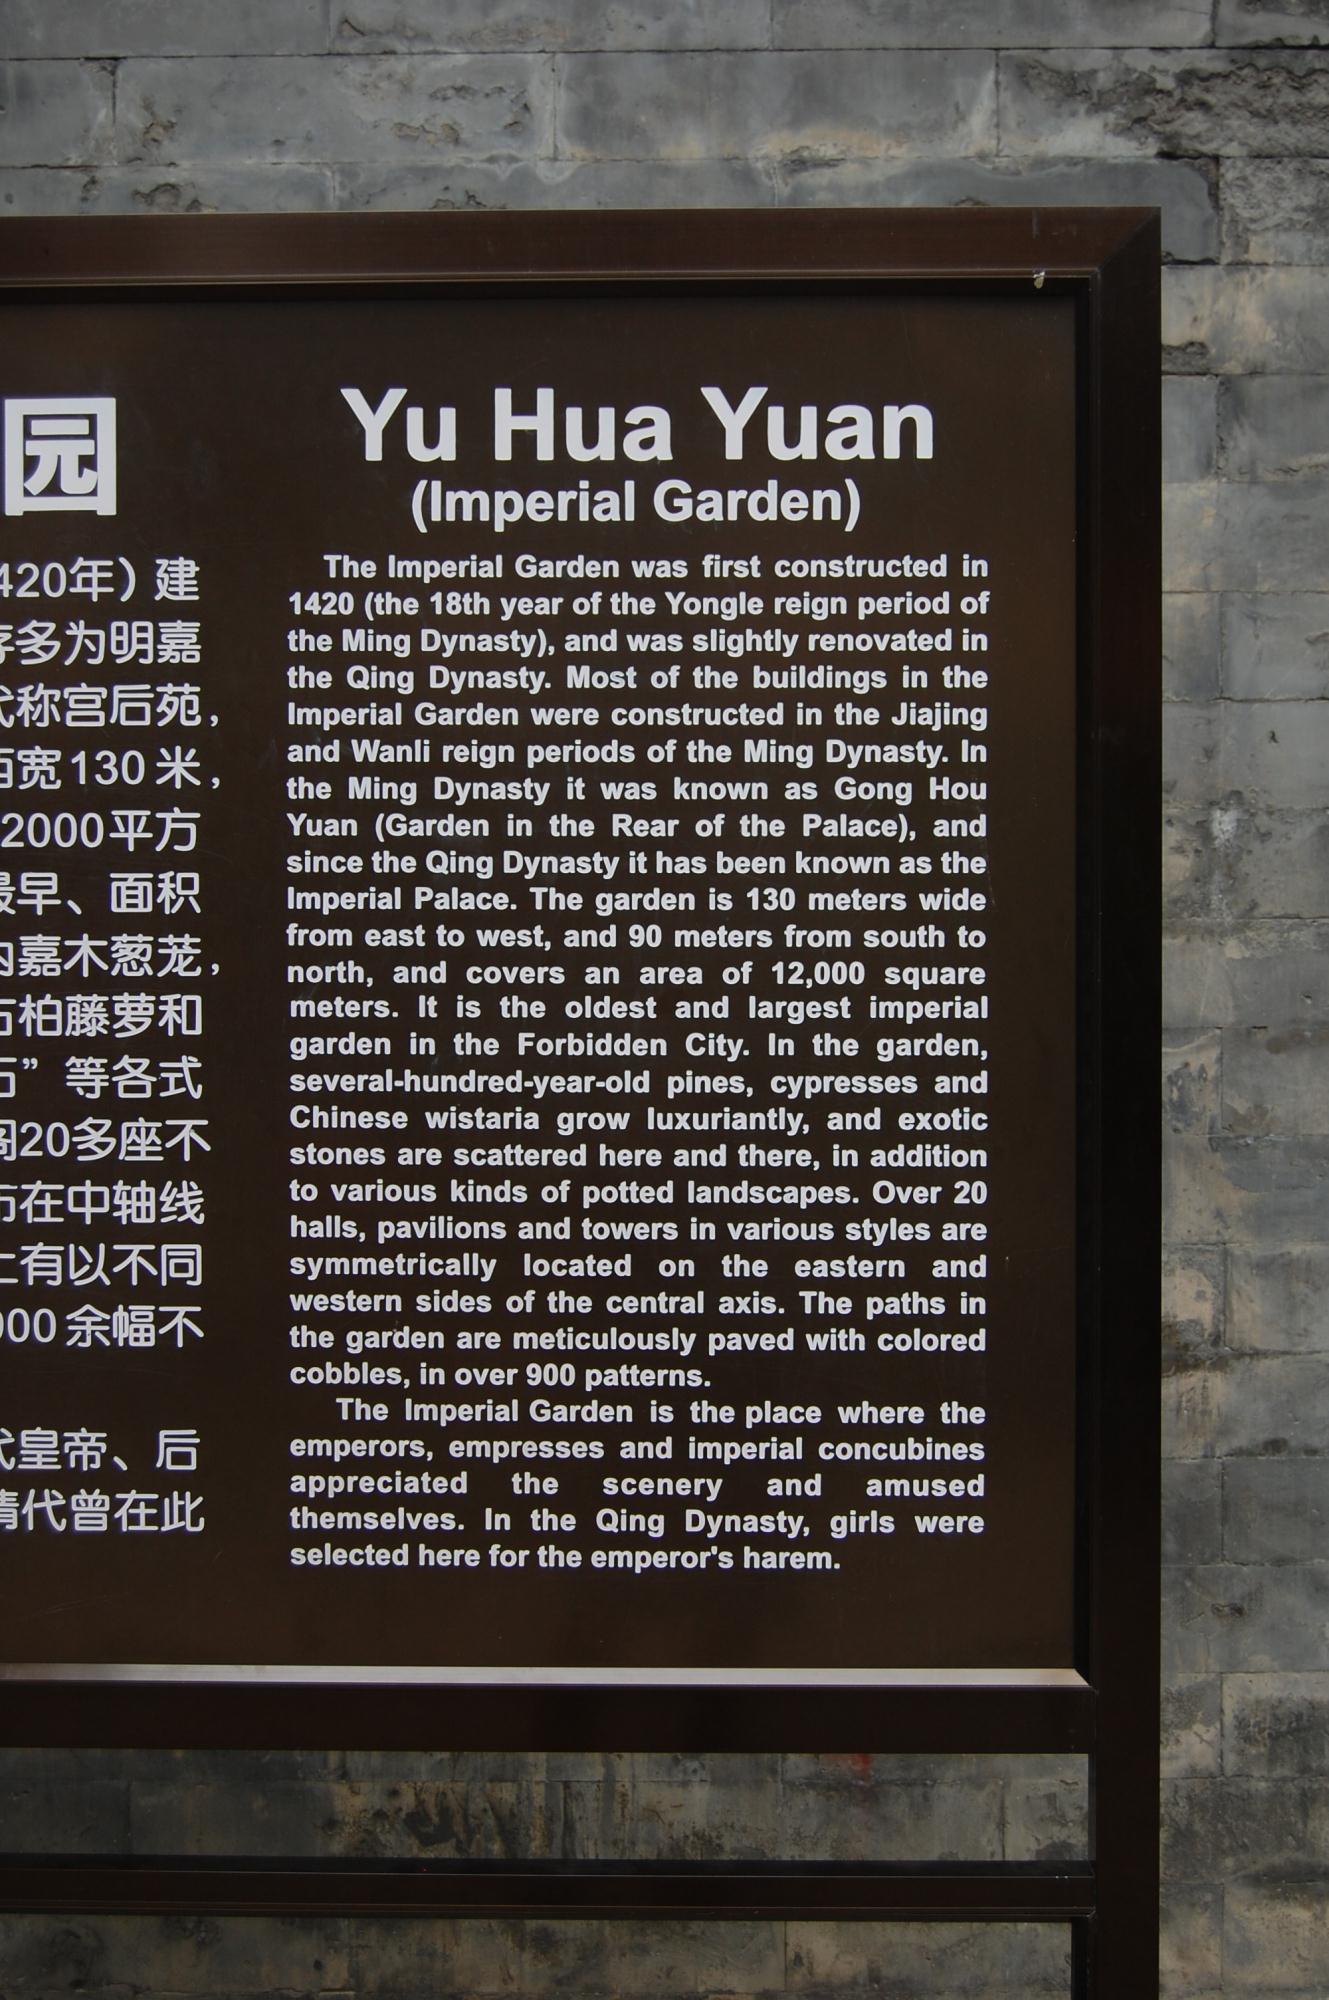 园
420年）建
存多为明嘉
代称宫后苑，
西宽130米，
2000平方
最早、面积
内嘉木葱茏，
石柏藤萝和
石”等各式
阁20多座不
布在中轴线
上有以不同
900余幅不
代皇帝、后
清代曾在此
Yu Hua Yuan
(Imperial Garden)
The Imperial Garden was first constructed in
1420 (the 18th year of the Yongle reign period of
the Ming Dynasty), and was slightly renovated in
the Qing Dynasty. Most of the buildings in the
Imperial Garden were constructed in the Jiajing
and Wanli reign periods of the Ming Dynasty. In
the Ming Dynasty it was known as Gong Hou
Yuan (Garden in the Rear of the Palace), and
since the Qing Dynasty it has been known as the
Imperial Palace. The garden is 130 meters wide
from east to west, and 90 meters from south to
north, and covers an area of 12,000 square
meters. It is the oldest and largest imperial
garden in the Forbidden City. In the garden,
several-hundred-year-old pines, cypresses and
Chinese wistaria grow luxuriantly, and exotic
stones are scattered here and there, in addition
to various kinds of potted landscapes. Over 20
halls, pavilions and towers in various styles are
symmetrically located on the eastern and
western sides of the central axis. The paths in
the garden are meticulously paved with colored
cobbles, in over 900 patterns.
The Imperial Garden is the place where the
emperors, empresses and imperial concubines
appreciated the scenery and amused
themselves. In the Qing Dynasty, girls were
selected here for the emperor's harem.